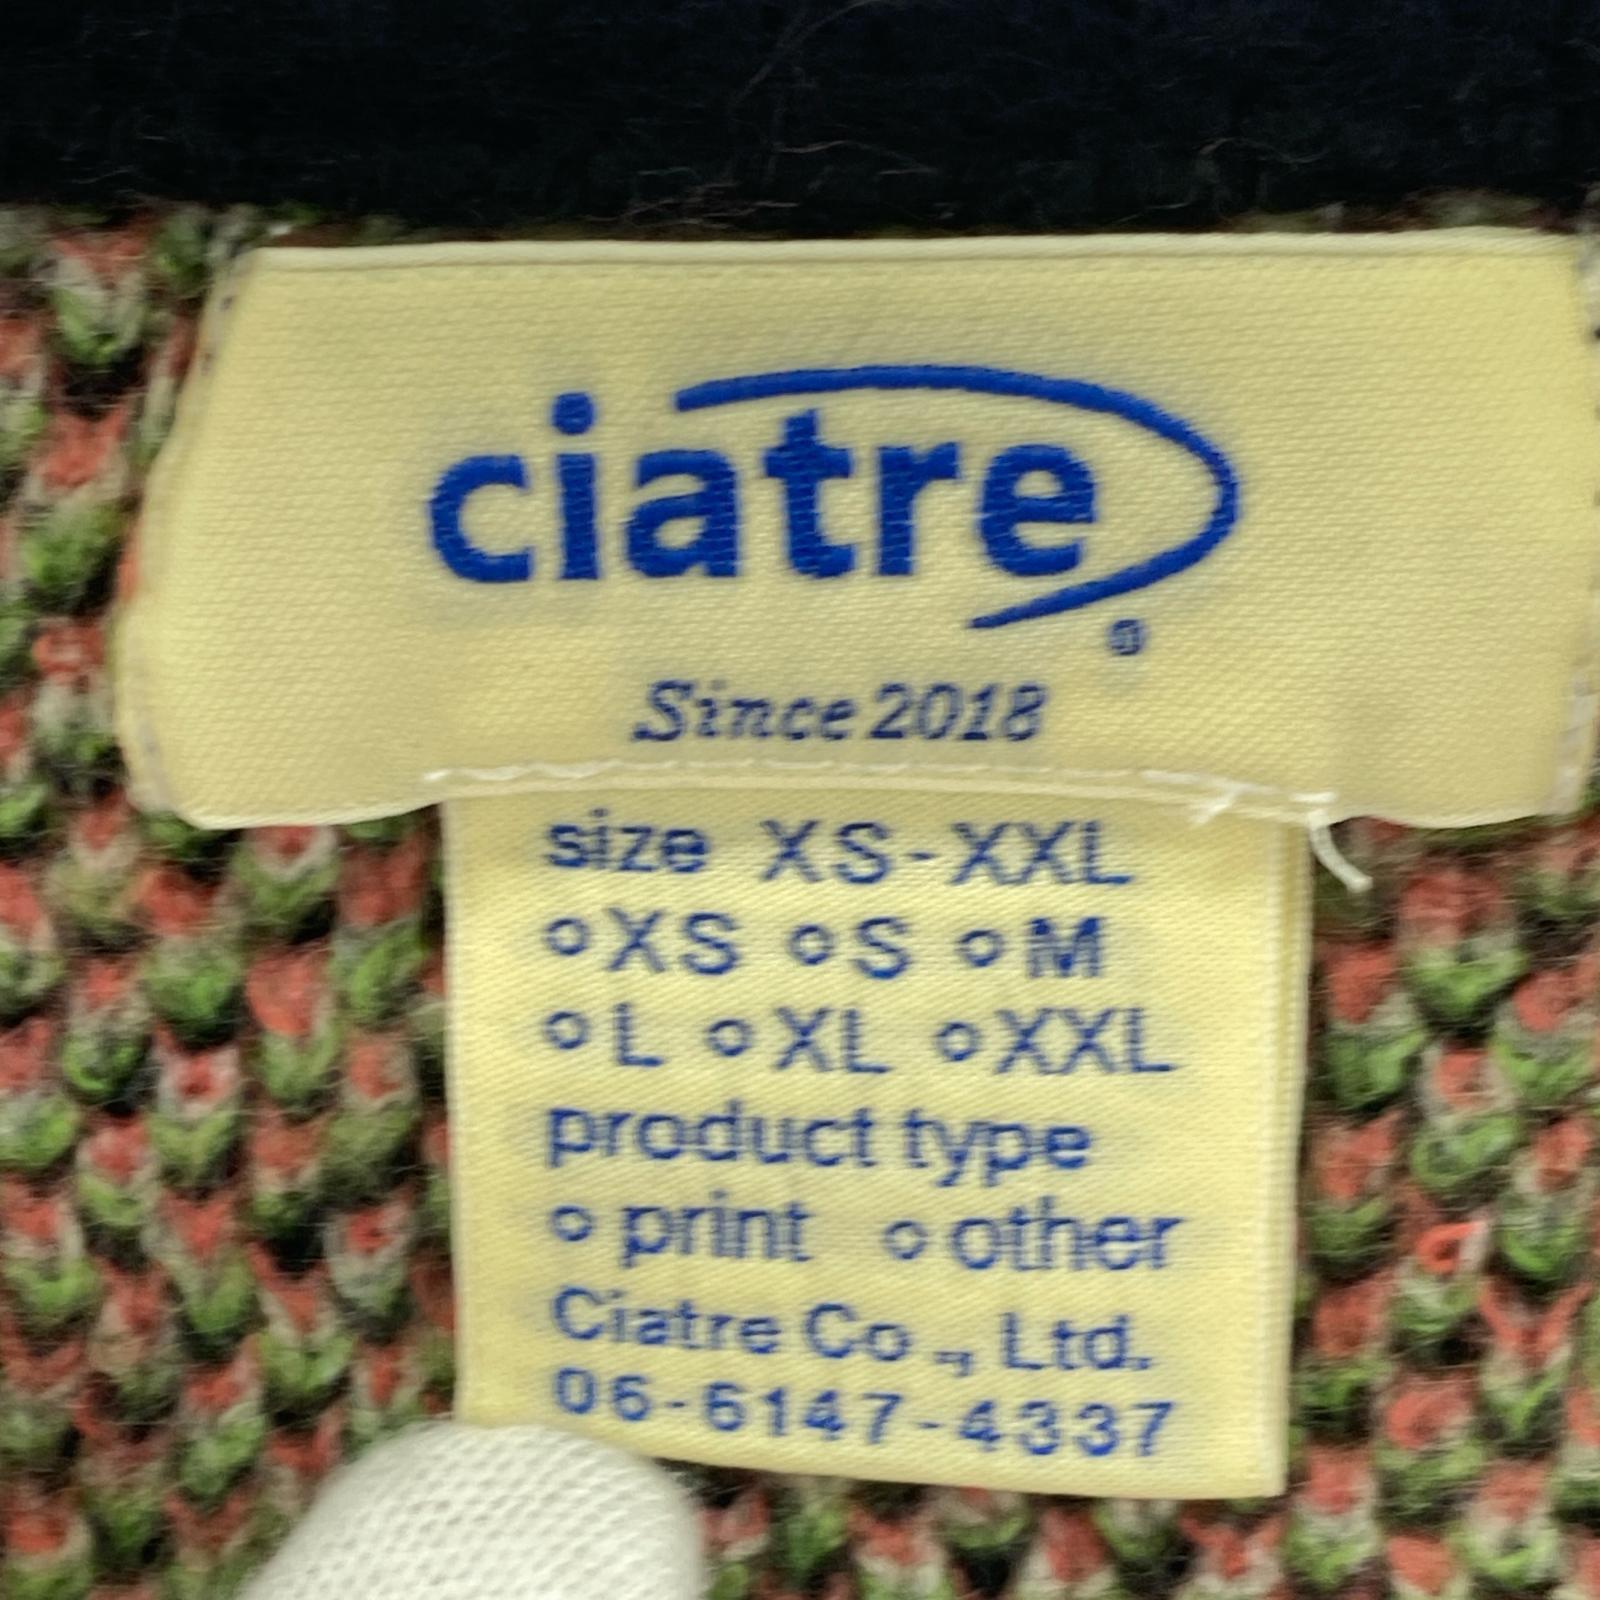 ciatre
®
Since 2018
size XS-XXL
○XS ○S ○M
○L ○XL ○XXL
product type
○print ○other
Ciatre Co ., Ltd.
06-6147-4337